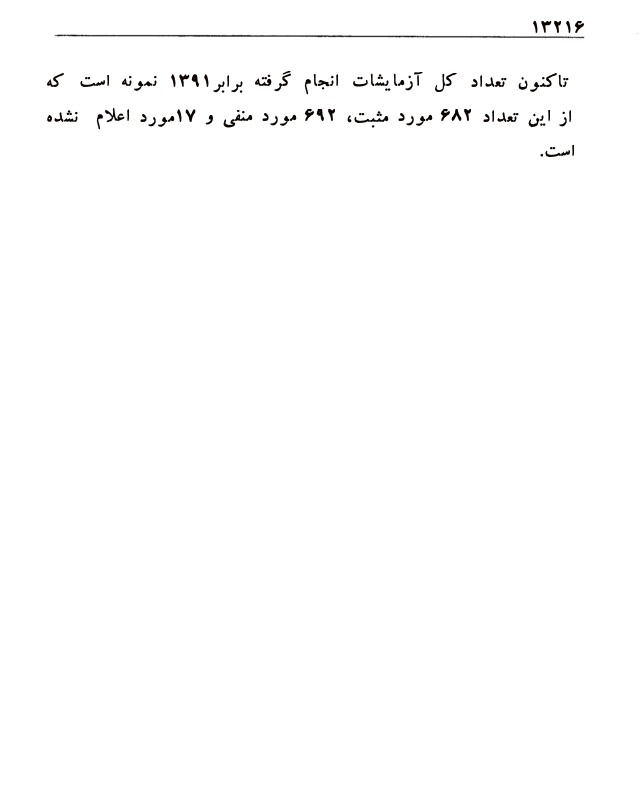 ۱۳۲۱۶
تاکنون تعداد کل آزمایشات انجام گرفته برابر۱۳۹۱ نمونه است که
از این تعداد ۶۸۲ مورد مثبت، ۶۹۲ مورد منفی و ۱۷مورد اعلام نشده
است.